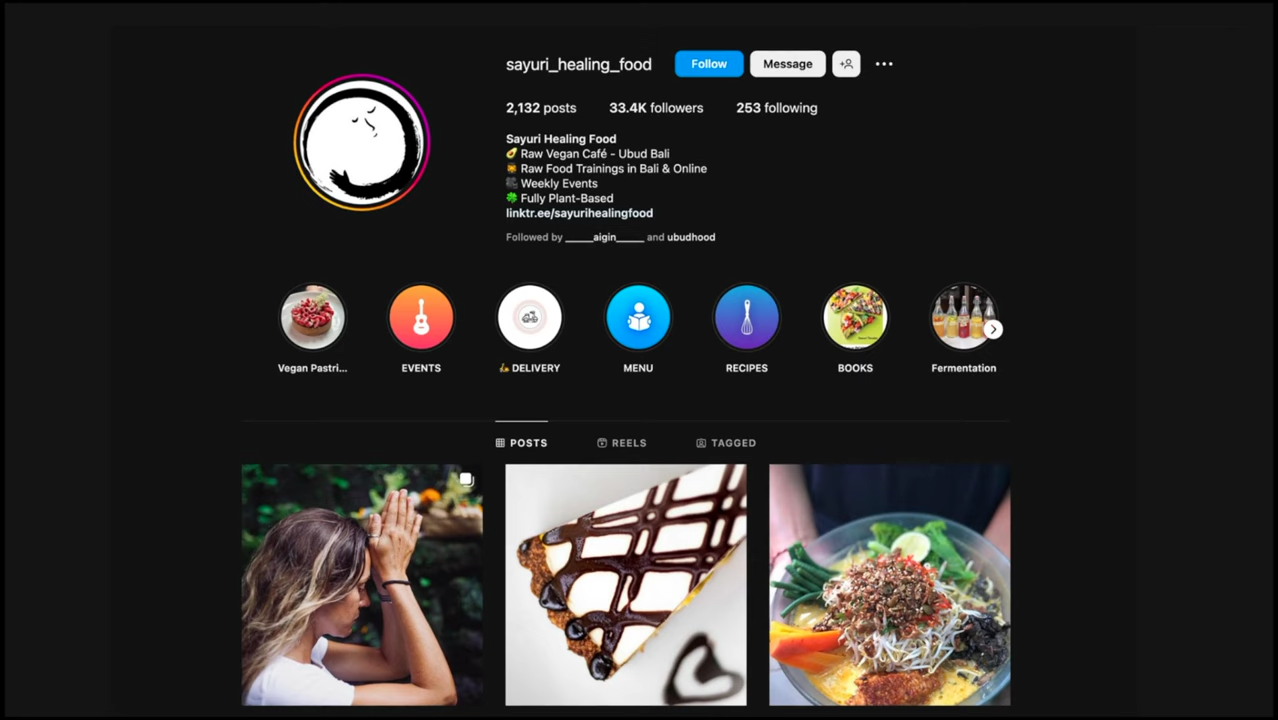 sayuri_healing_food Follow Message
2,132 posts 33.4K followers 253 following
Sayuri Healing Food
🥑 Raw Vegan Café - Ubud Bali
Raw Food Trainings in Bali & Online
Weekly Events
🍀 Fully Plant-Based
linktr.ee/sayurihealingfood
Followed by _____aigin_____ and ubudhood
Vegan Pastri... EVENTS 🛵 DELIVERY MENU RECIPES BOOKS Fermentation
POSTS REELS TAGGED